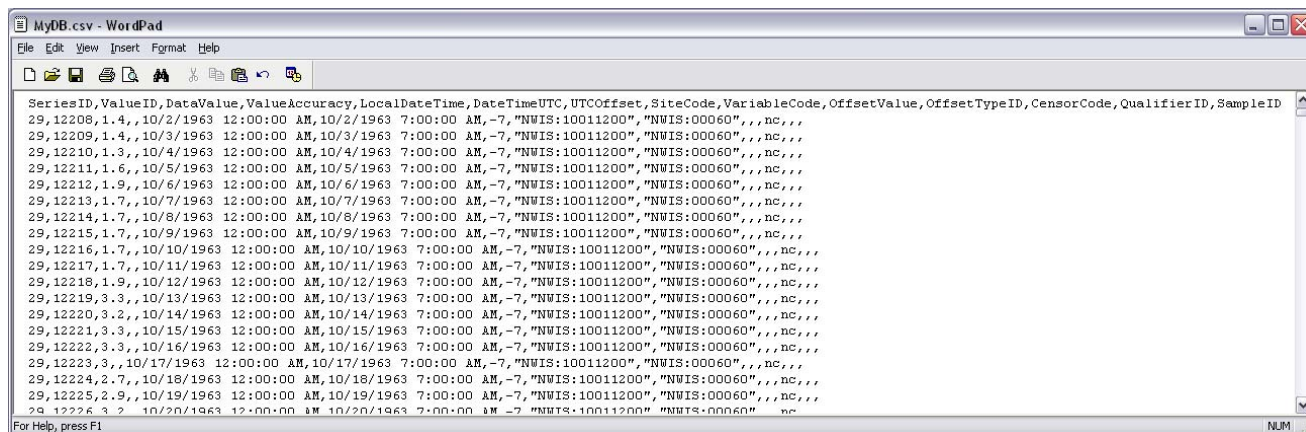 MyDB.csv - WordPad
File Edit View Insert Format Help
SeriesID,ValueID,DataValue,ValueAccuracy,LocalDateTime,DateTimeUTC,UTCOffset,SiteCode,VariableCode,OffsetValue,OffsetTypeID,CensorCode,QualifierID,SampleID
29,12208,1.4,,10/2/1963 12:00:00 AM,10/2/1963 7:00:00 AM,-7,"NWIS:10011200","NWIS:00060",,,nc,,,
29,12209,1.4,,10/3/1963 12:00:00 AM,10/3/1963 7:00:00 AM,-7,"NWIS:10011200","NWIS:00060",,,nc,,,
29,12210,1.3,,10/4/1963 12:00:00 AM,10/4/1963 7:00:00 AM,-7,"NWIS:10011200","NWIS:00060",,,nc,,,
29,12211,1.6,,10/5/1963 12:00:00 AM,10/5/1963 7:00:00 AM,-7,"NWIS:10011200","NWIS:00060",,,nc,,,
29,12212,1.9,,10/6/1963 12:00:00 AM,10/6/1963 7:00:00 AM,-7,"NWIS:10011200","NWIS:00060",,,nc,,,
29,12213,1.7,,10/7/1963 12:00:00 AM,10/7/1963 7:00:00 AM,-7,"NWIS:10011200","NWIS:00060",,,nc,,,
29,12214,1.7,,10/8/1963 12:00:00 AM,10/8/1963 7:00:00 AM,-7,"NWIS:10011200","NWIS:00060",,,nc,,,
29,12215,1.7,,10/9/1963 12:00:00 AM,10/9/1963 7:00:00 AM,-7,"NWIS:10011200","NWIS:00060",,,nc,,,
29,12216,1.7,,10/10/1963 12:00:00 AM,10/10/1963 7:00:00 AM,-7,"NWIS:10011200","NWIS:00060",,,nc,,,
29,12217,1.7,,10/11/1963 12:00:00 AM,10/11/1963 7:00:00 AM,-7,"NWIS:10011200","NWIS:00060",,,nc,,,
29,12218,1.9,,10/12/1963 12:00:00 AM,10/12/1963 7:00:00 AM,-7,"NWIS:10011200","NWIS:00060",,,nc,,,
29,12219,3.3,,10/13/1963 12:00:00 AM,10/13/1963 7:00:00 AM,-7,"NWIS:10011200","NWIS:00060",,,nc,,,
29,12220,3.2,,10/14/1963 12:00:00 AM,10/14/1963 7:00:00 AM,-7,"NWIS:10011200","NWIS:00060",,,nc,,,
29,12221,3.3,,10/15/1963 12:00:00 AM,10/15/1963 7:00:00 AM,-7,"NWIS:10011200","NWIS:00060",,,nc,,,
29,12222,3.3,,10/16/1963 12:00:00 AM,10/16/1963 7:00:00 AM,-7,"NWIS:10011200","NWIS:00060",,,nc,,,
29,12223,3,,10/17/1963 12:00:00 AM,10/17/1963 7:00:00 AM,-7,"NWIS:10011200","NWIS:00060",,,nc,,,
29,12224,2.7,,10/18/1963 12:00:00 AM,10/18/1963 7:00:00 AM,-7,"NWIS:10011200","NWIS:00060",,,nc,,,
29,12225,2.9,,10/19/1963 12:00:00 AM,10/19/1963 7:00:00 AM,-7,"NWIS:10011200","NWIS:00060",,,nc,,,
29,12226,3.2,,10/20/1963 12:00:00 AM,10/20/1963 7:00:00 AM,-7,"NWIS:10011200","NWIS:00060",,,nc
For Help, press F1
NUM